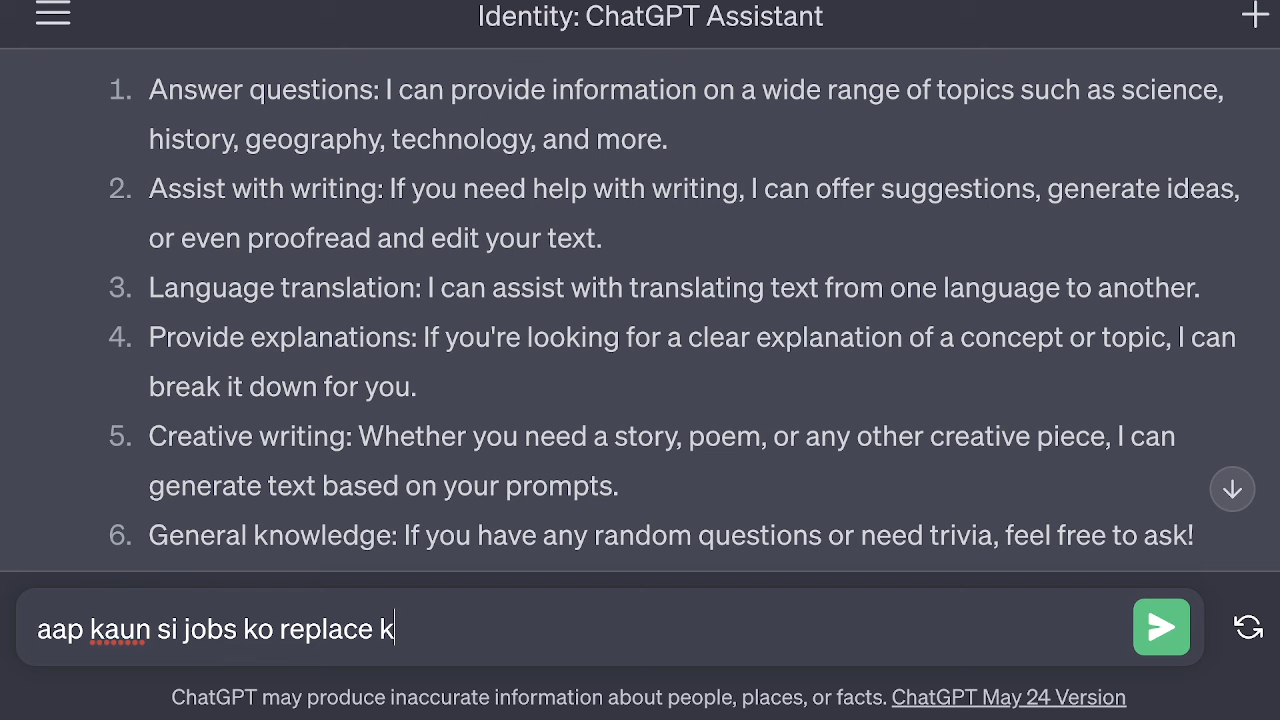 Identity: ChatGPT Assistant
1. Answer questions: I can provide information on a wide range of topics such as science,
history, geography, technology, and more.
2. Assist with writing: If you need help with writing, I can offer suggestions, generate ideas,
or even proofread and edit your text.
3. Language translation: I can assist with translating text from one language to another.
4. Provide explanations: If you're looking for a clear explanation of a concept or topic, I can
break it down for you.
5. Creative writing: Whether you need a story, poem, or any other creative piece, I can
generate text based on your prompts.
6. General knowledge: If you have any random questions or need trivia, feel free to ask!
aap kaun si jobs ko replace k
ChatGPT may produce inaccurate information about people, places, or facts. ChatGPT May 24 Version